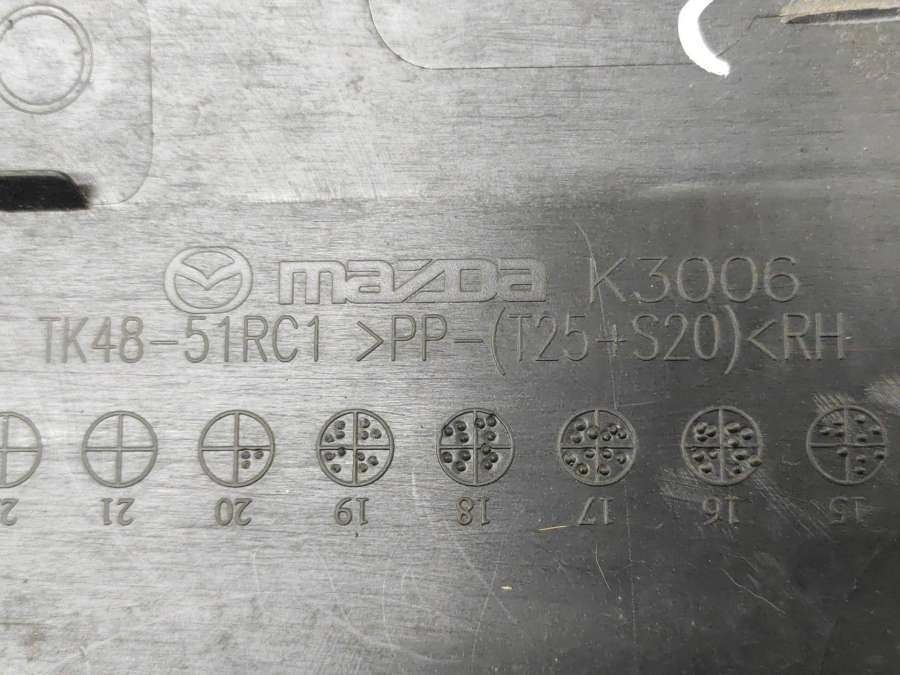 mazda K3006
TK48-51RC1 >PP-(T25+S20)<RH
21 20 19 18 17 16 15